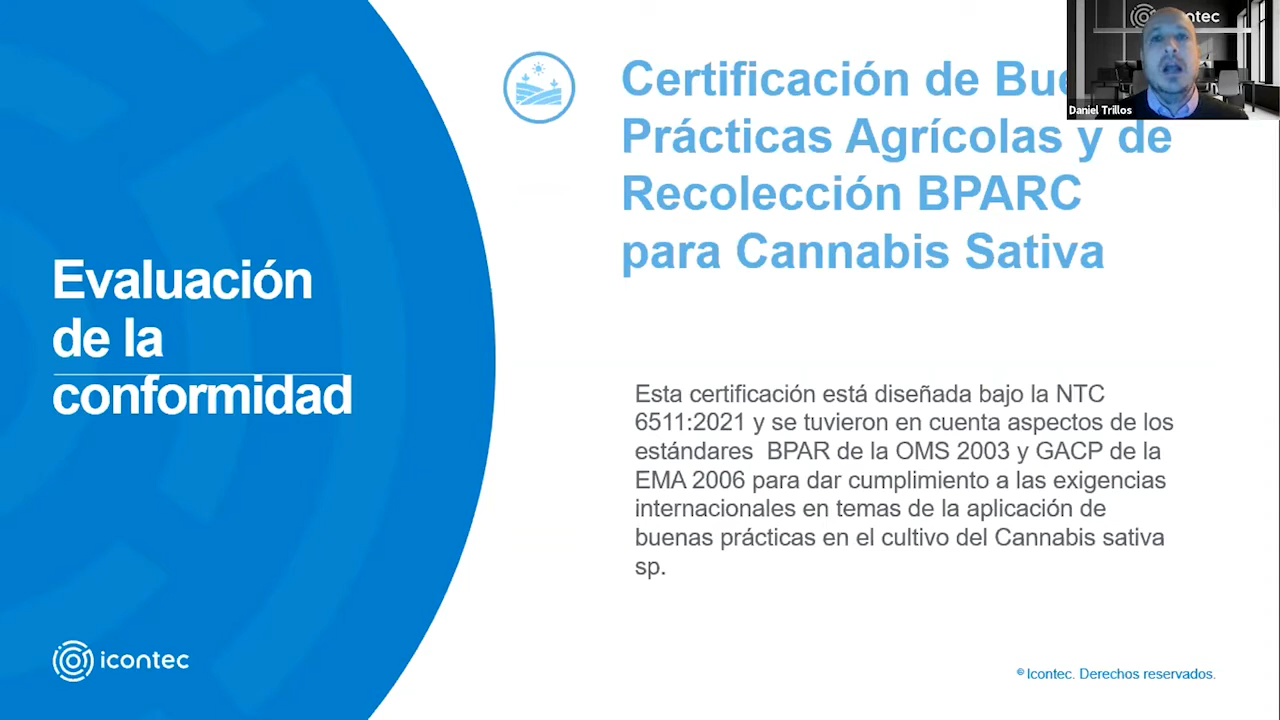 Evaluación
de la
conformidad
icontec
Certificación de
Prácticas Agrícolas y de
Recolección BPARC
para Cannabis Sativa
Esta certificación está diseñada bajo la NTC
6511:2021 y se tuvieron en cuenta aspectos de los
estándares BPAR de la OMS 2003 y GACP de la
EMA 2006 para dar cumplimiento a las exigencias
internacionales en temas de la aplicación de
buenas prácticas en el cultivo del Cannabis sativa
sp.
© Icontec. Derechos reservados.
Daniel Trillos